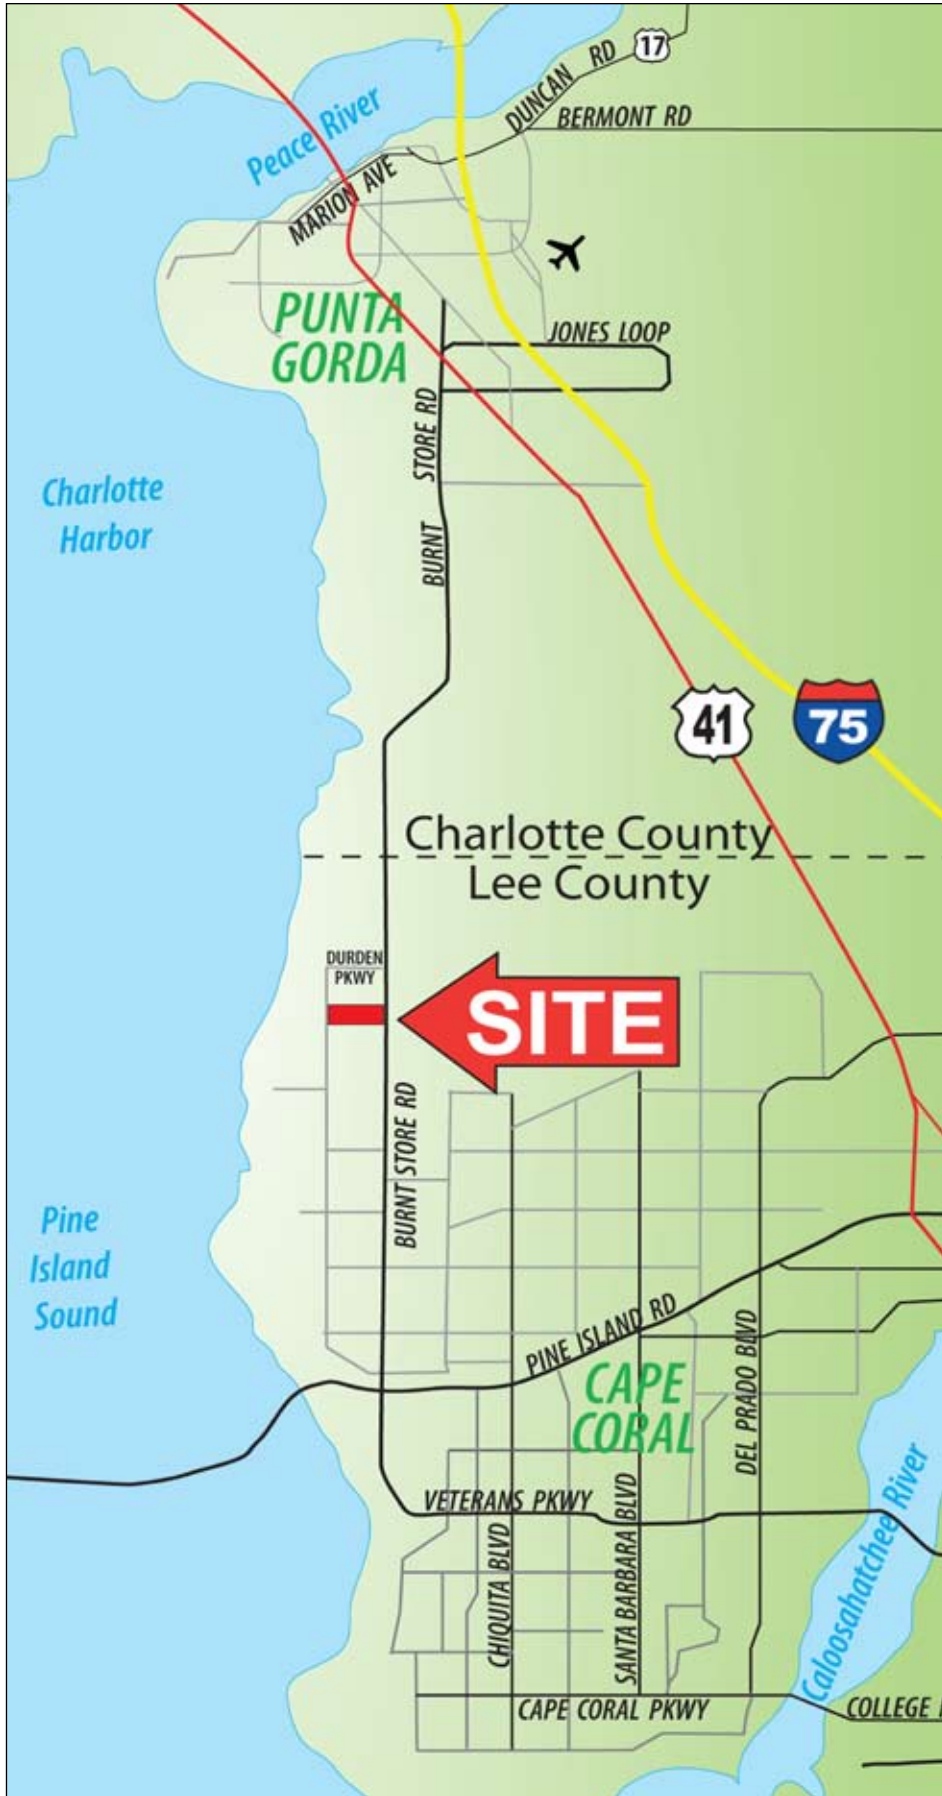 17
DUNCAN RD
BERMONT RD
Peace River
MARION AVE
PUNTA
GORDA
JONES LOOP
BURNT STORE RD
Charlotte
Harbor
41
75
Charlotte County
Lee County
DURDEN
PKWY
SITE
BURNT STORE RD
Pine
Island
Sound
PINE ISLAND RD
CAPE
CORAL
DEL PRADO BLVD
VETERANS PKWY
CHIQUITA BLVD
SANTA BARBARA BLVD
Caloosahatchee River
CAPE CORAL PKWY
COLLEGE